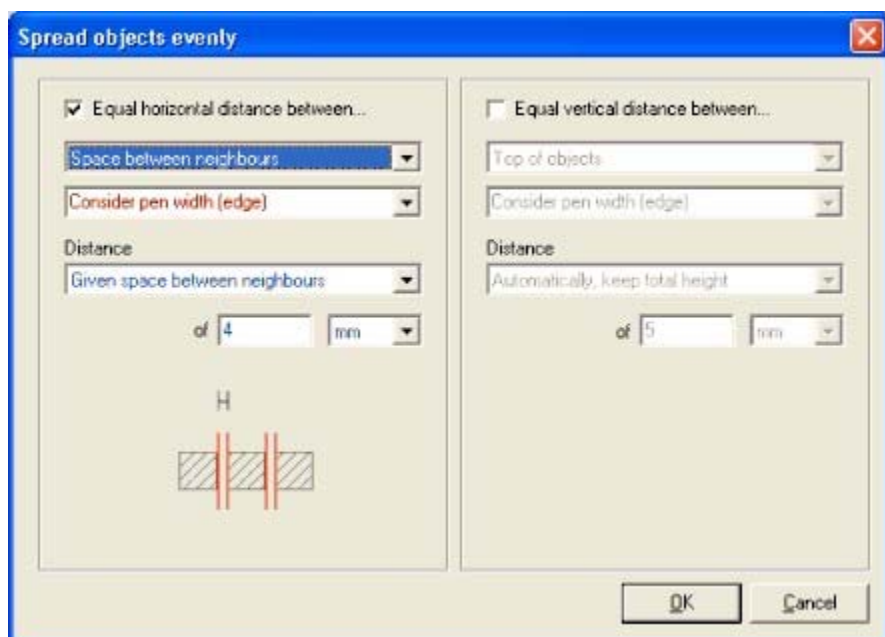 Spread objects evenly
Equal horizontal distance between...
Space between neighbours
Consider pen width (edge)
Distance
Given space between neighbours
of 4 mm
H
Equal vertical distance between...
Top of objects
Consider pen width (edge)
Distance
Automatically, keep total height
of 5 mm
OK Cancel